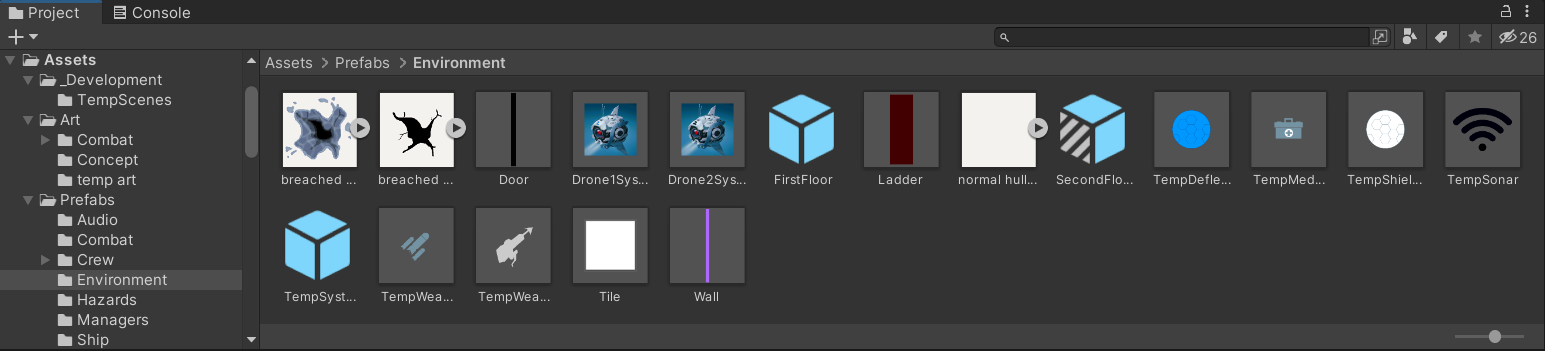 Project Console
26
Assets
_Development
TempScenes
Art
Combat
Concept
temp art
Prefabs
Audio
Combat
Crew
Environment
Hazards
Managers
Ship
Assets > Prefabs > Environment
breached ... breached ... Door Drone1Sys... Drone2Sys... FirstFloor Ladder normal hull... SecondFlo... TempDefle... TempMed... TempShiel... TempSonar
TempSyst... TempWea... TempWea... Tile Wall